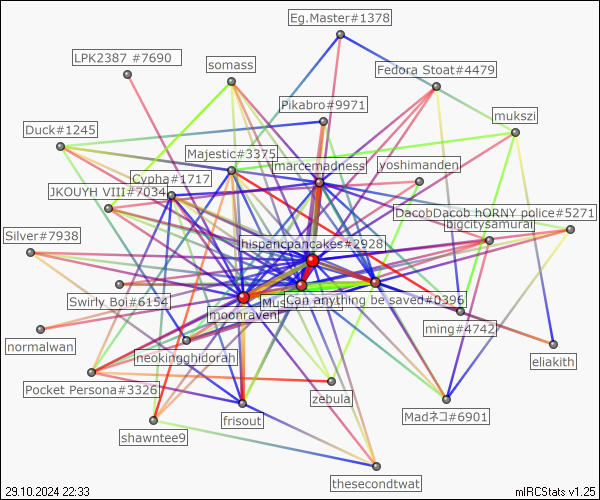 Eg.Master#1378
LPK2387 #7690
somass
Fedora Stoat#4479
Pikabro#9971
mukszi
Duck#1245
Majestic#3375
marcemadness
yoshimanden
Cypha#1717
JKOUYH VIII#7034
DacobDacob hORNY police#5271
bigcitysamurai
Silver#7938
hispancpancakes#2928
Swirly Boi#6154
Can anything be saved#0396
moonraven
ming#4742
normalwan
neokingghidorah
eliakith
Pocket Persona#3326
zebula
Madネコ#6901
frisout
shawntee9
thesecondtwat
29.10.2024 22:33
mIRCStats v1.25